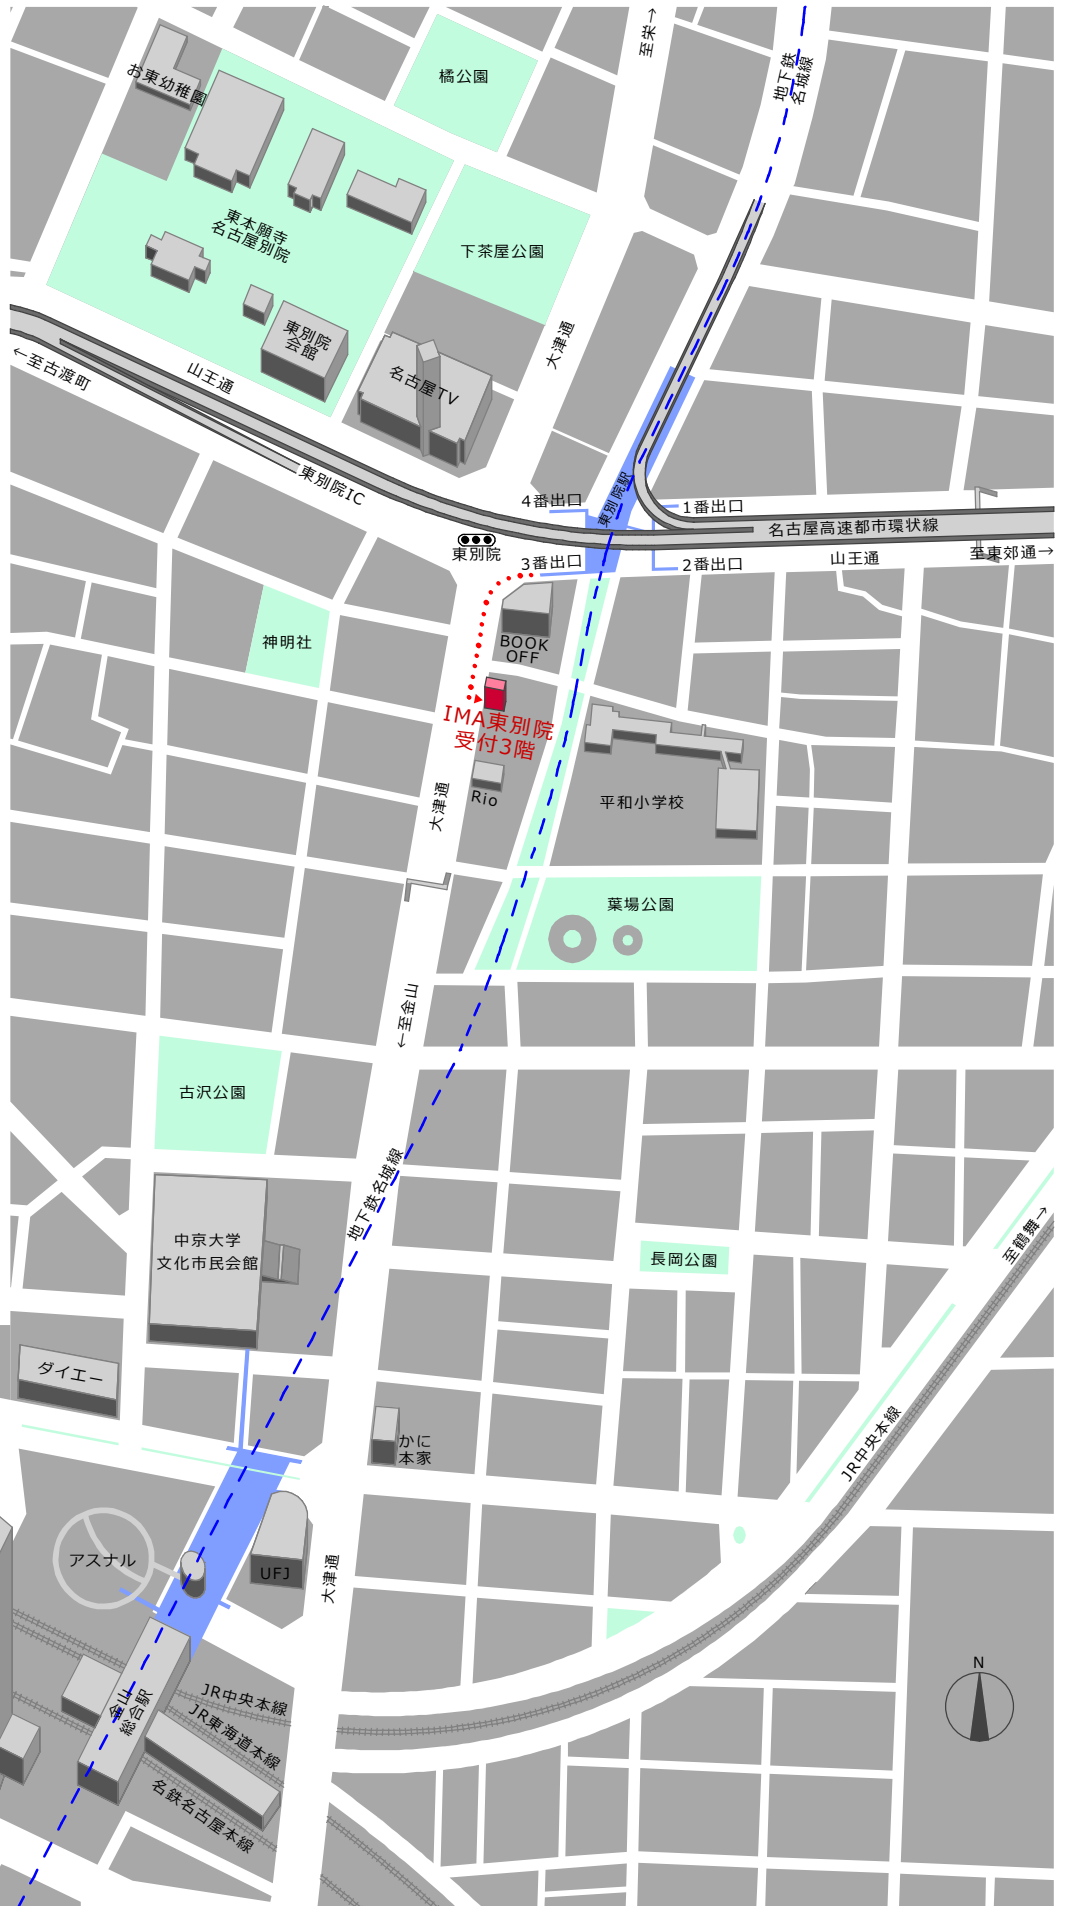 至栄→
地下鉄
名城線
橘公園
お東幼稚園
東本願寺
名古屋別院
下茶屋公園
大津通
東別院
会館
山王通
←至古渡町
名古屋TV
東別院IC
東別院駅
4番出口
1番出口
名古屋高速都市環状線
東別院
3番出口
2番出口
山王通
至東郊通→
神明社
BOOK
OFF
IMA東別院
受付3階
Rio
大津通
平和小学校
葉場公園
←至金山
古沢公園
地下鉄名城線
中京大学
文化市民会館
長岡公園
至鶴舞→
ダイエー
かに
本家
JR中央本線
アスナル
UFJ
大津通
金山
総合駅
JR中央本線
JR東海道本線
名鉄名古屋本線
N